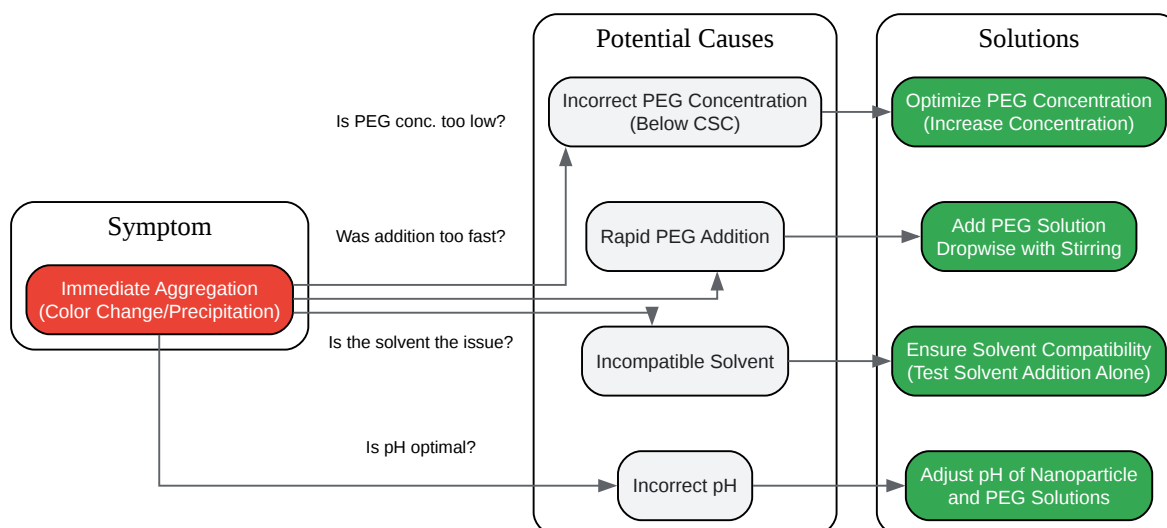 Potential Causes
Solutions
Incorrect PEG Concentration
(Below CSC)
Optimize PEG Concentration
(Increase Concentration)
Is PEG conc. too low?
Symptom
Was addition too fast?
Rapid PEG Addition
Add PEG Solution
Dropwise with Stirring
Immediate Aggregation
(Color Change/Precipitation)
Is the solvent the issue?
Incompatible Solvent
Ensure Solvent Compatibility
(Test Solvent Addition Alone)
Is pH optimal?
Incorrect pH
Adjust pH of Nanoparticle
and PEG Solutions